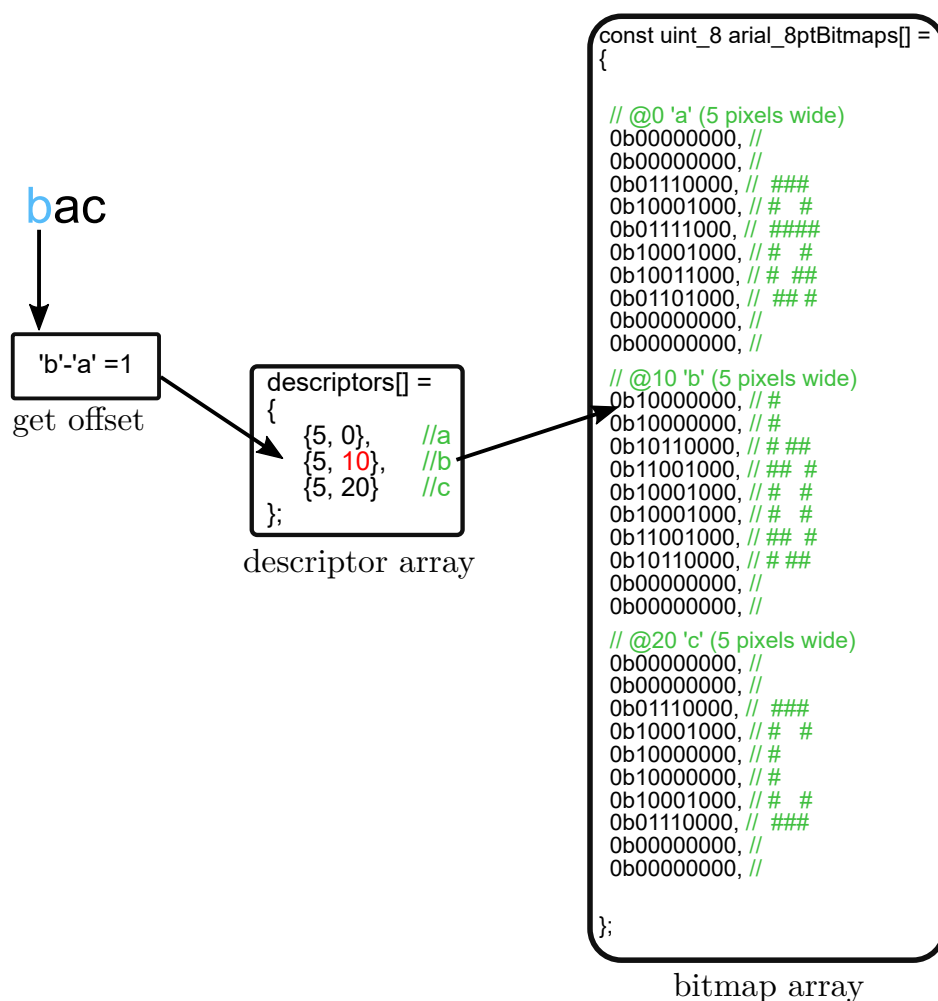 bac
'b'-'a' =1
get offset
descriptors[] =
{
{5, 0}, //a
{5, 10}, //b
{5, 20} //c
};
descriptor array
const uint_8 arial_8ptBitmaps[] =
{
// @0 'a' (5 pixels wide)
0b00000000, //
0b00000000, //
0b01110000, //  ###
0b10001000, // #   #
0b01111000, //  ####
0b10001000, // #   #
0b10011000, // #  ##
0b01101000, //  ## #
0b00000000, //
0b00000000, //
// @10 'b' (5 pixels wide)
0b10000000, // #
0b10000000, // #
0b10110000, // # ##
0b11001000, // ##  #
0b10001000, // #   #
0b10001000, // #   #
0b11001000, // ##  #
0b10110000, // # ##
0b00000000, //
0b00000000, //
// @20 'c' (5 pixels wide)
0b00000000, //
0b00000000, //
0b01110000, //  ###
0b10001000, // #   #
0b10000000, // #
0b10000000, // #
0b10001000, // #   #
0b01110000, //  ###
0b00000000, //
0b00000000, //
};
bitmap array